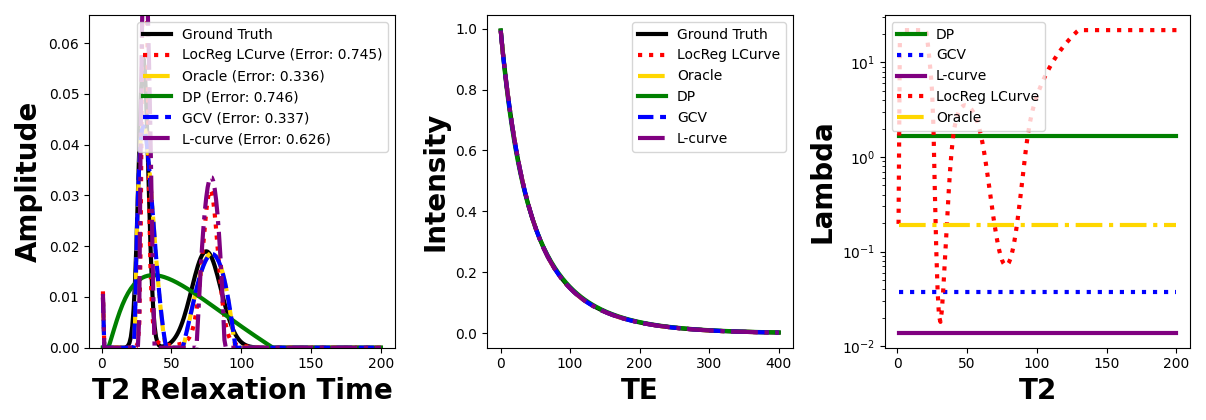 Amplitude
0.06
0.05
0.04
0.03
0.02
0.01
0.00
0
50
100
150
200
T2 Relaxation Time
Ground Truth
LocReg LCurve (Error: 0.745)
Oracle (Error: 0.336)
DP (Error: 0.746)
GCV (Error: 0.337)
L-curve (Error: 0.626)
Intensity
1.0
0.8
0.6
0.4
0.2
0.0
0
100
200
300
400
TE
Ground Truth
LocReg LCurve
Oracle
DP
GCV
L-curve
Lambda
10¹
10⁰
10⁻¹
10⁻²
0
50
100
150
200
T2
DP
GCV
L-curve
LocReg LCurve
Oracle